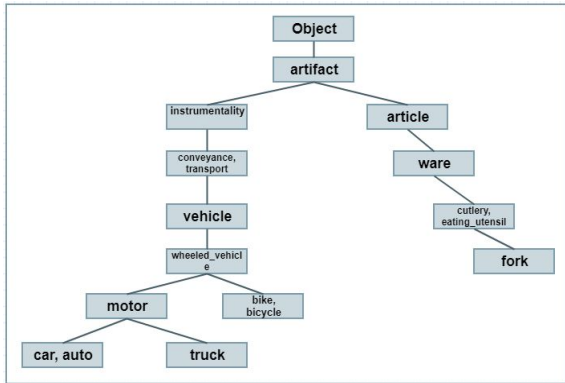 Object
artifact
instrumentality
article
conveyance,
transport
ware
vehicle
cutlery,
eating_utensil
wheeled_vehicl
e
fork
motor
bike,
bicycle
car, auto
truck